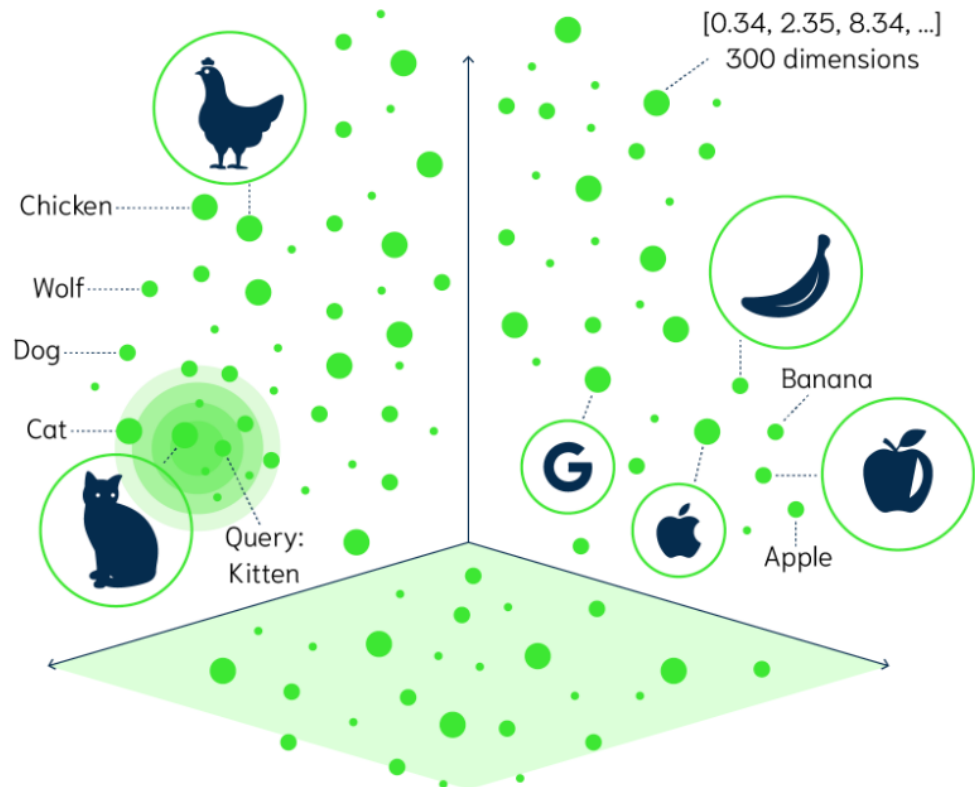 [0.34, 2.35, 8.34, ...]
300 dimensions
Chicken
Wolf
Dog
Banana
Cat
Query:
Kitten
G
Apple